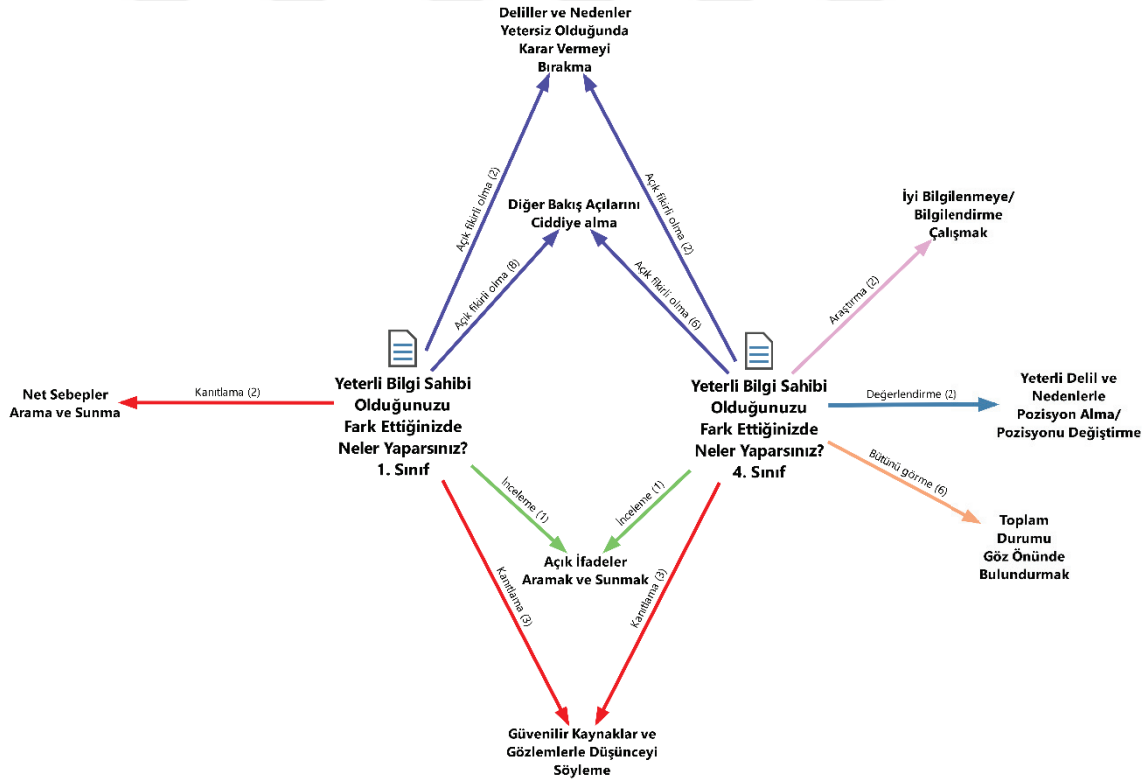 Deliller ve Nedenler
Yetersiz Olduğunda
Karar Vermeyi
Bırakma
Açık fikirli olma (2)
Açık fikirli olma (2)
Diğer Bakış Açılarını
Ciddiye alma
Açık fikirli olma (8)
Açık fikirli olma (6)
İyi Bilgilenmeye/
Bilgilendirme
Çalışmak
Araştırma (2)
Net Sebepler
Arama ve Sunma
Kanıtlama (2)
Yeterli Bilgi Sahibi
Olduğunuzu
Fark Ettiğinizde
Neler Yaparsınız?
1. Sınıf
Yeterli Bilgi Sahibi
Olduğunuzu
Fark Ettiğinizde
Neler Yaparsınız?
4. Sınıf
Değerlendirme (2)
Yeterli Delil ve
Nedenlerle
Pozisyon Alma/
Pozisyonu Değiştirme
Bütünü görme (6)
Toplam
Durumu
Göz Önünde
Bulundurmak
İnceleme (1)
İnceleme (1)
Açık İfadeler
Aramak ve Sunmak
Kanıtlama (3)
Kanıtlama (3)
Güvenilir Kaynaklar ve
Gözlemlerle Düşünceyi
Söyleme